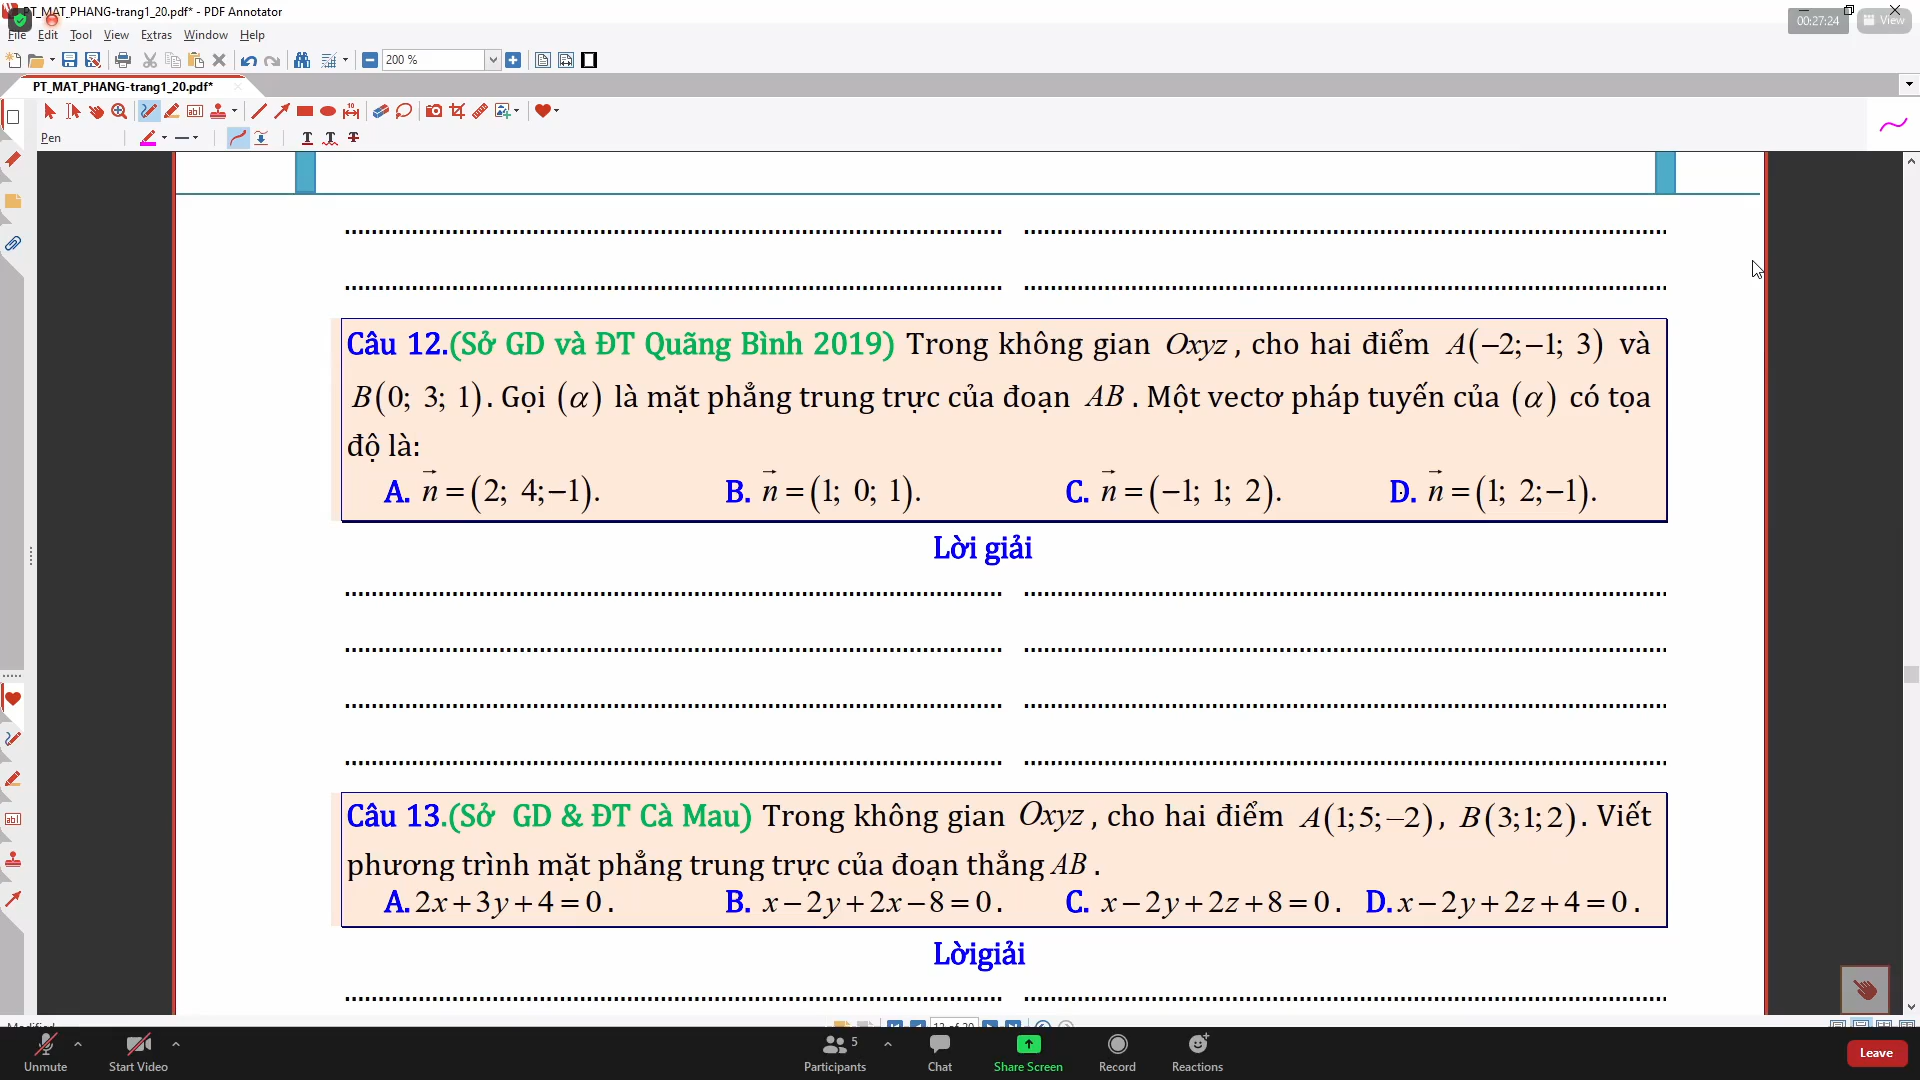 PT_MAT_PHANG-trang1_20.pdf* - PDF Annotator
00:27:24
View
File Edit Tool View Extras Window Help
200 %
PT_MAT_PHANG-trang1_20.pdf*
Pen
Câu 12.(Sở GD và ĐT Quãng Bình 2019) Trong không gian Oxyz, cho hai điểm A(−2;−1; 3) và
B(0; 3; 1). Gọi (α) là mặt phẳng trung trực của đoạn AB. Một vectơ pháp tuyến của (α) có tọa
độ là:
A. n⃗ = (2; 4;−1). B. n⃗ = (1; 0; 1). C. n⃗ = (−1; 1; 2). D. n⃗ = (1; 2;−1).
Lời giải
Câu 13.(Sở GD & ĐT Cà Mau) Trong không gian Oxyz, cho hai điểm A(1;5;−2), B(3;1;2). Viết
phương trình mặt phẳng trung trực của đoạn thẳng AB.
A. 2x+3y+4=0. B. x−2y+2x−8=0. C. x−2y+2z+8=0. D. x−2y+2z+4=0.
Lờigiải
5
Unmute Start Video Participants Chat Share Screen Record Reactions Leave